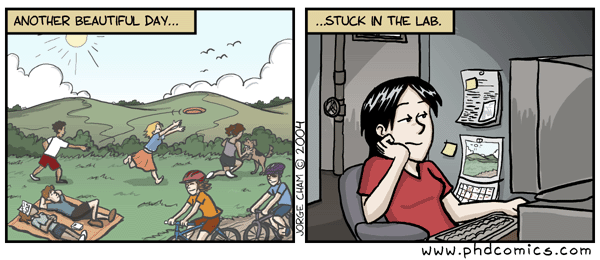 ANOTHER BEAUTIFUL DAY...
...STUCK IN THE LAB.
JORGE CHAM © 2004
www.phdcomics.com